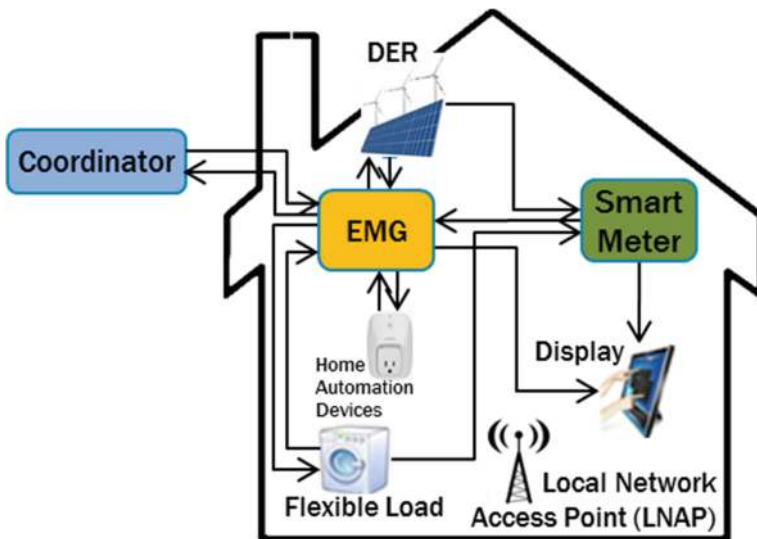 DER
Coordinator
EMG
Smart
Meter
Home
Automation
Devices
Display
Flexible Load
Local Network
Access Point (LNAP)